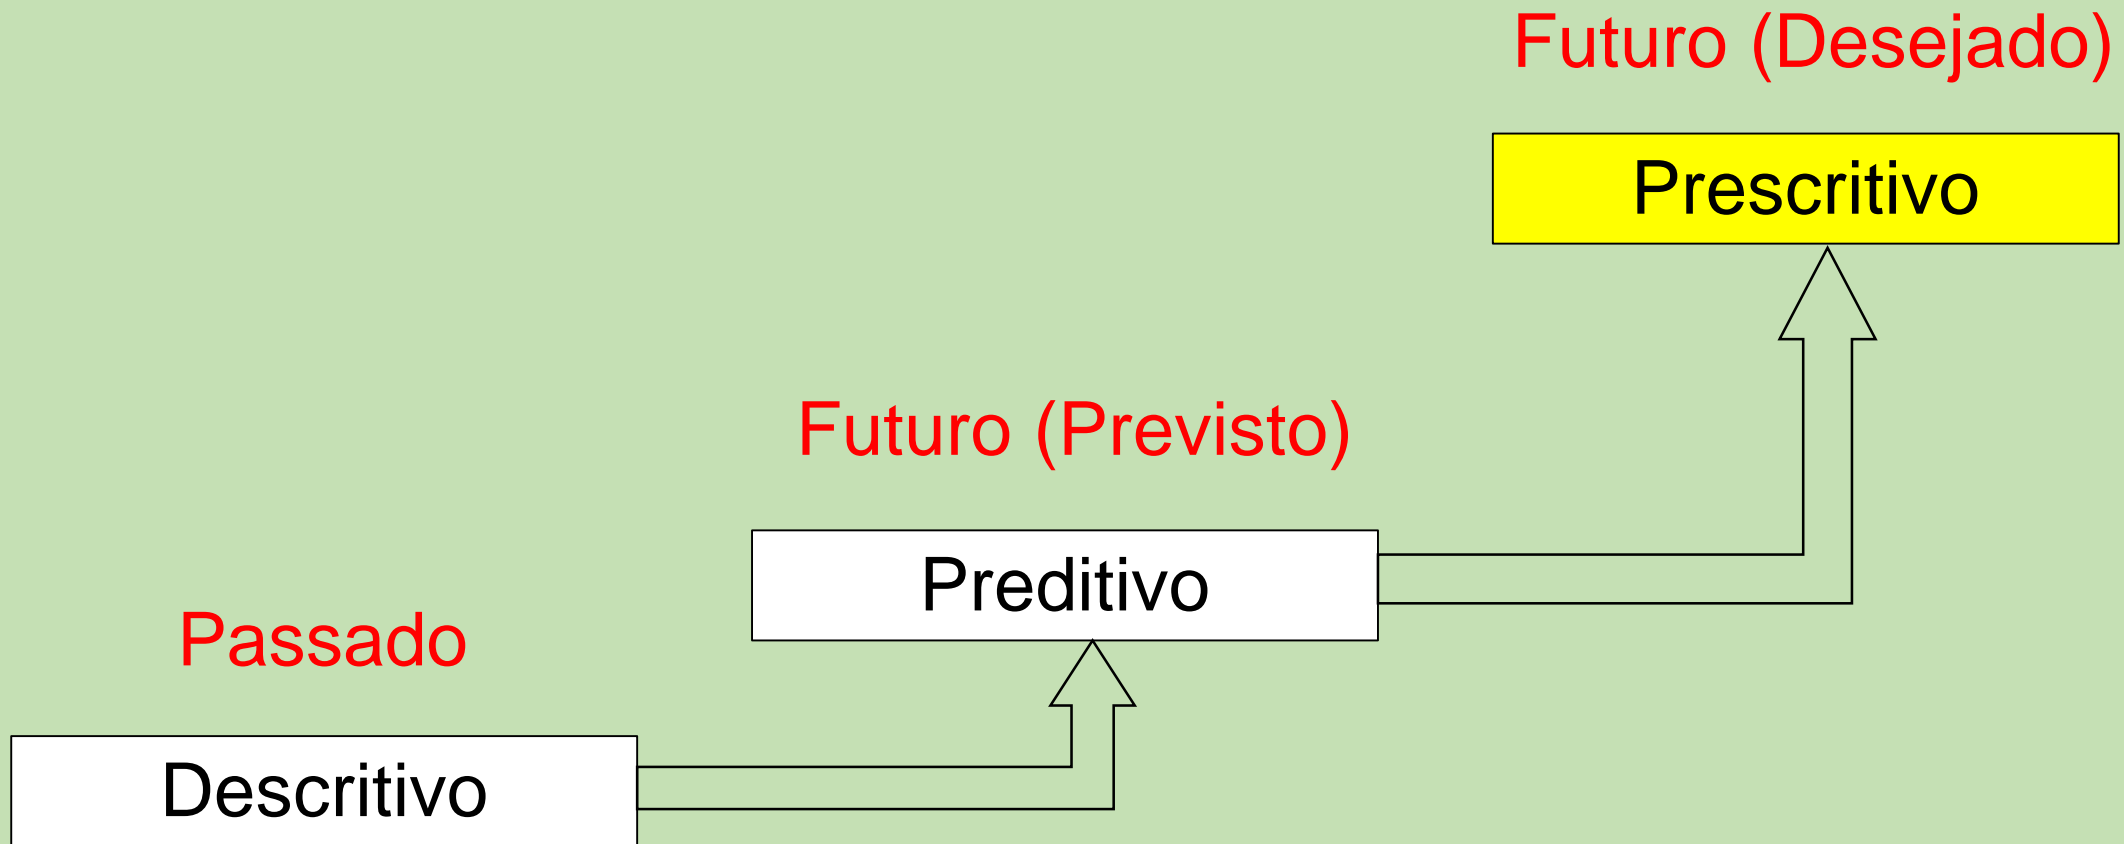 Futuro (Desejado)
Prescritivo
Futuro (Previsto)
Preditivo
Passado
Descritivo